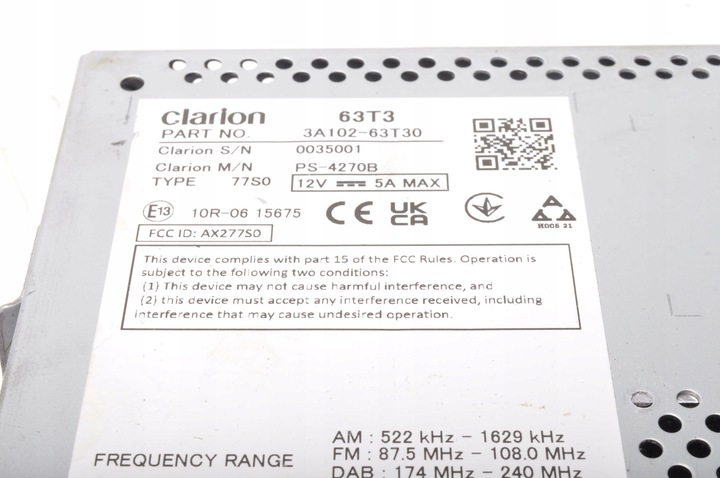 clarion 63T3
PART NO. 3A102-63T30
Clarion S/N 0035001
Clarion M/N PS-4270B
TYPE 77S0 12V 5A MAX
E13 10R-06 15675 CE UK CA
FCC ID: AX277S0
This device complies with part 15 of the FCC Rules. Operation is
subject to the following two conditions:
(1) This device may not cause harmful interference, and
(2) this device must accept any interference received, including
interference that may cause undesired operation.
AM : 522 kHz – 1629 kHz
FREQUENCY RANGE FM : 87.5 MHz – 108.0 MHz
DAB : 174 MHz – 240 MHz